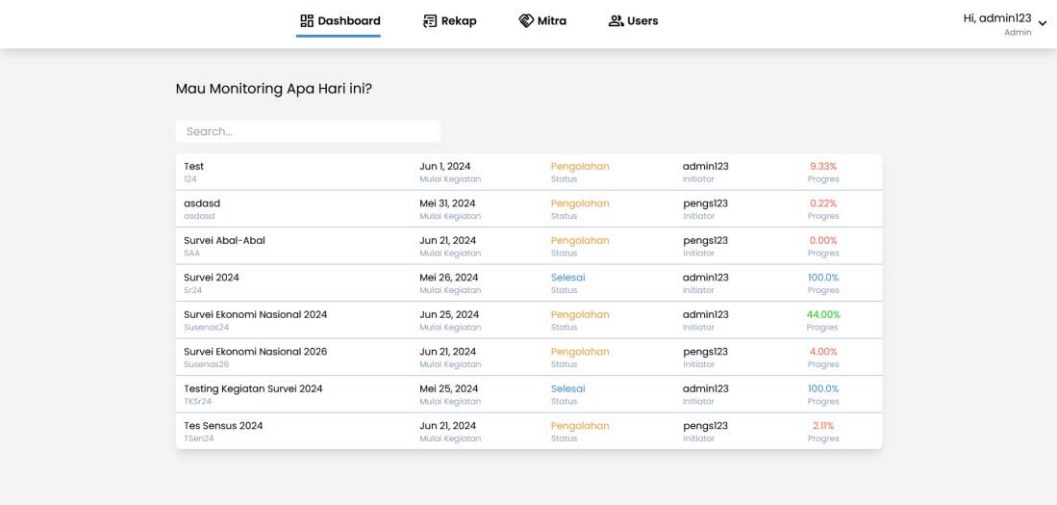 Dashboard Rekap Mitra Users Hi, admin123
Admin
Mau Monitoring Apa Hari ini?
Search...
Test Jun 1, 2024 Pengolahan admin123 9.33%
124 Mulai Kegiatan Status Initiator Progres
asdasd Mei 31, 2024 Pengolahan pengs123 0.22%
asdasd Mulai Kegiatan Status Initiator Progres
Survei Abal-Abal Jun 21, 2024 Pengolahan pengs123 0.00%
SAA Mulai Kegiatan Status Initiator Progres
Survei 2024 Mei 26, 2024 Selesai admin123 100.0%
Sr24 Mulai Kegiatan Status Initiator Progres
Survei Ekonomi Nasional 2024 Jun 25, 2024 Pengolahan admin123 44.00%
Susenas24 Mulai Kegiatan Status Initiator Progres
Survei Ekonomi Nasional 2026 Jun 21, 2024 Pengolahan pengs123 4.00%
Susenas26 Mulai Kegiatan Status Initiator Progres
Testing Kegiatan Survei 2024 Mei 25, 2024 Selesai admin123 100.0%
TKSr24 Mulai Kegiatan Status Initiator Progres
Tes Sensus 2024 Jun 21, 2024 Pengolahan pengs123 2.11%
TSen24 Mulai Kegiatan Status Initiator Progres